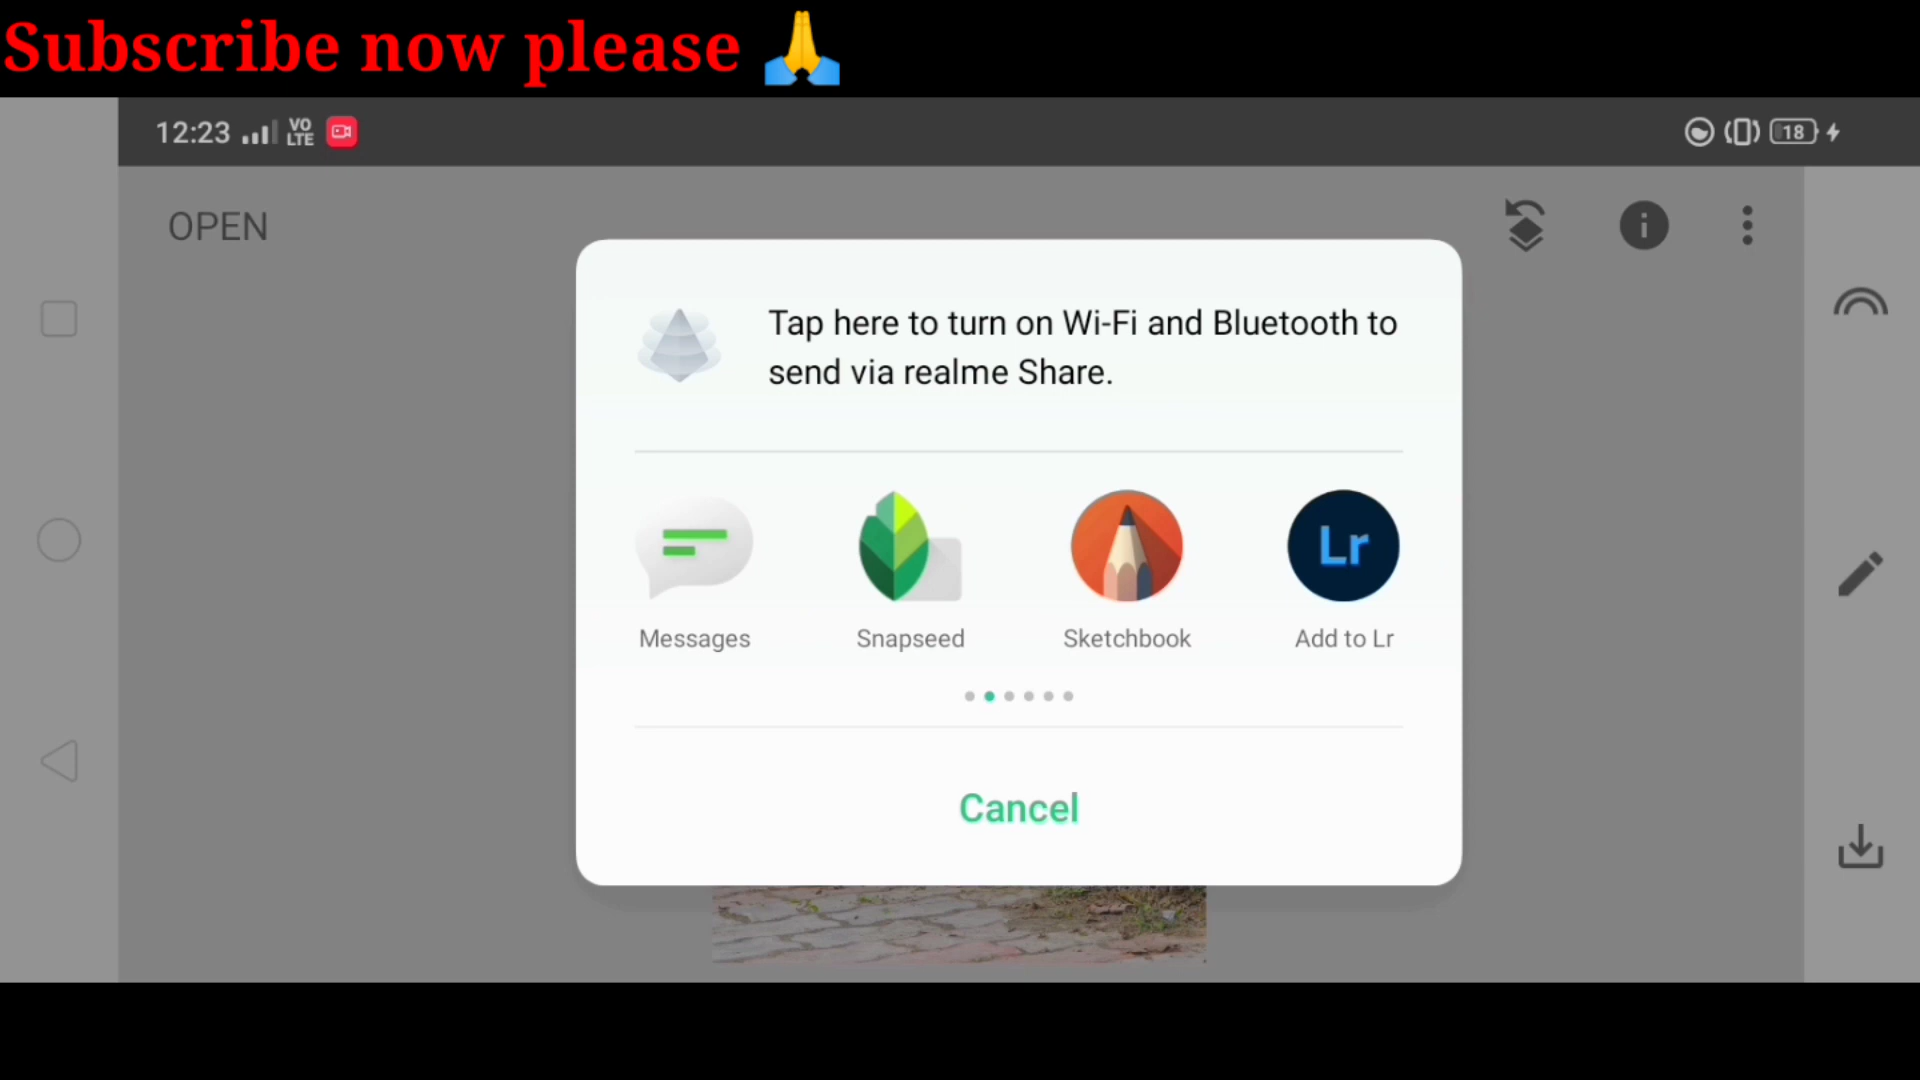 Subscribe now please 🙏
12:23 VO LTE 18
OPEN
Tap here to turn on Wi-Fi and Bluetooth to
send via realme Share.
Lr
Messages Snapseed Sketchbook Add to Lr
Cancel